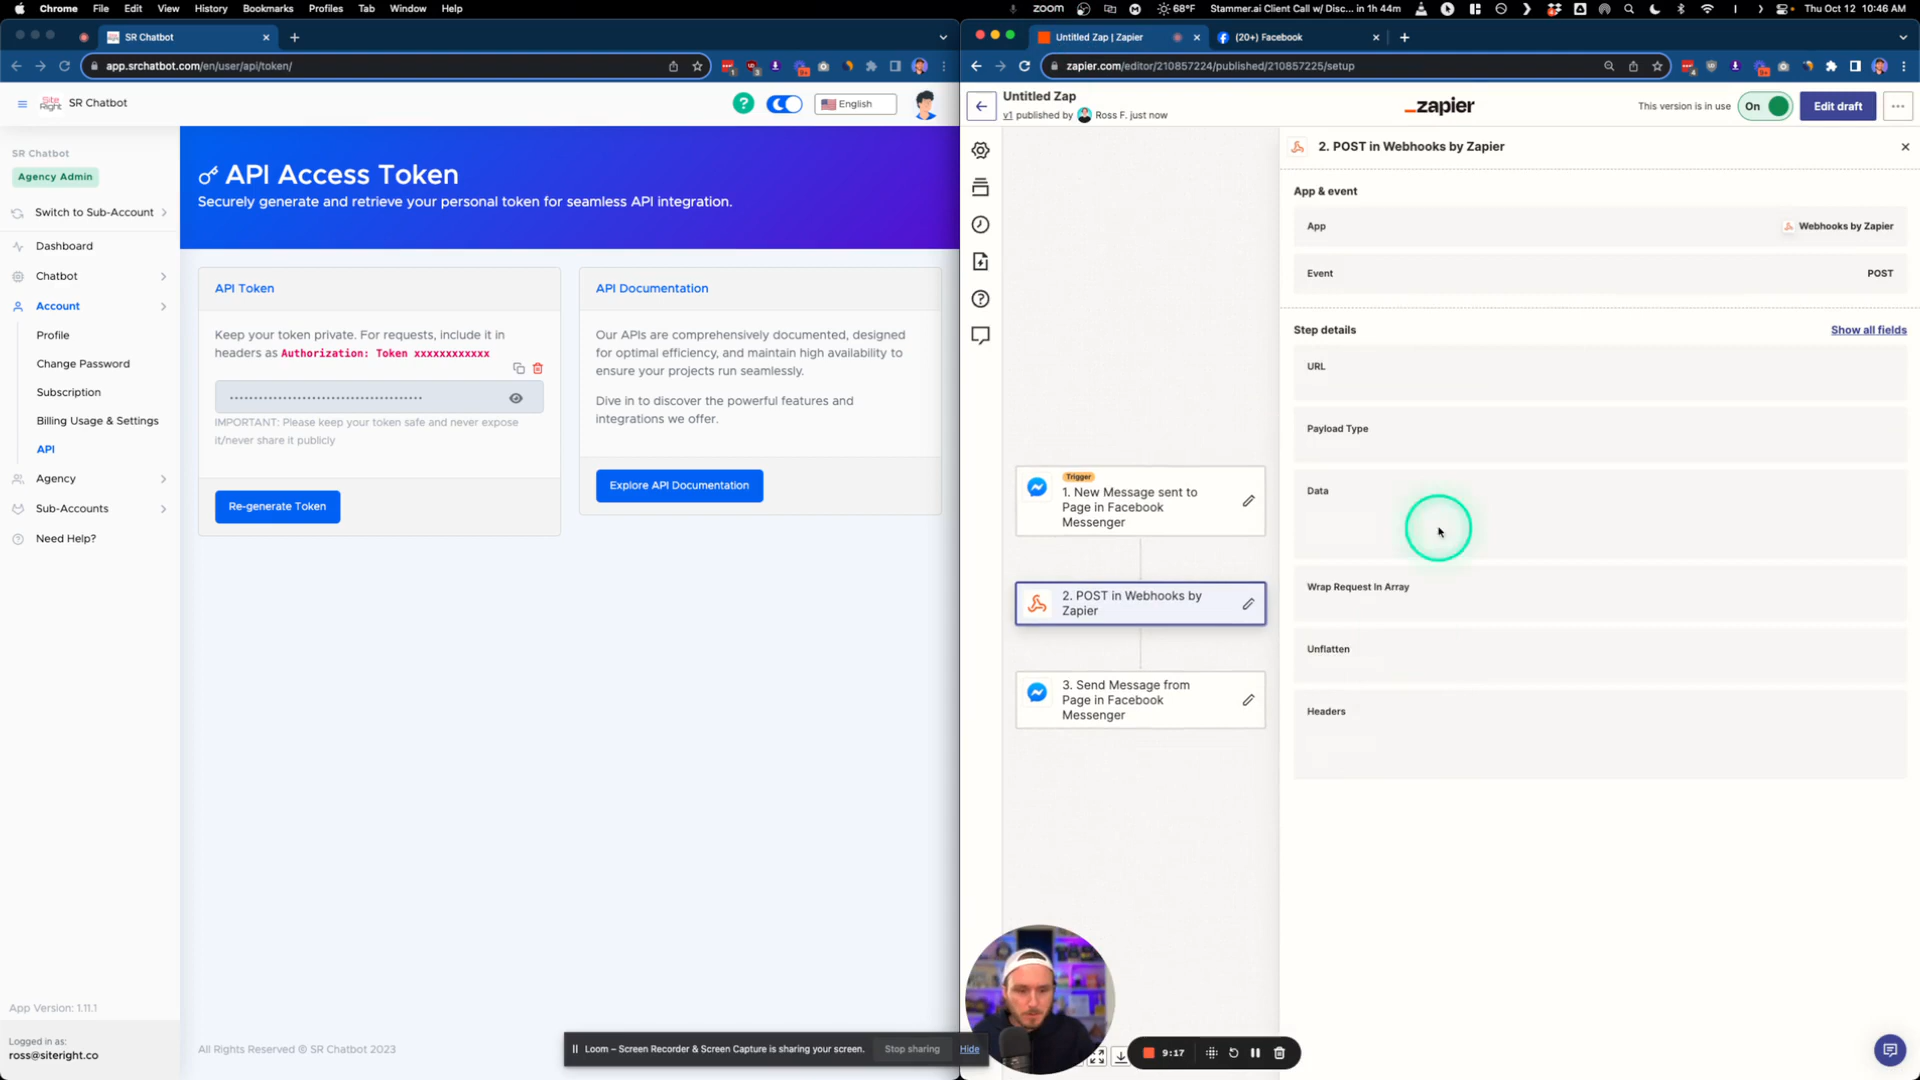 Chrome File Edit View History Bookmarks Profiles Tab Window Help
zoom 68°F Stammer.ai Client Call w/ Disc... in 1h 44m Thu Oct 12 10:46 AM
SR Chatbot
app.srchatbot.com/en/user/api/token/
Site Right SR Chatbot
English
SR Chatbot
Agency Admin
Switch to Sub-Account
Dashboard
Chatbot
Account
Profile
Change Password
Subscription
Billing Usage & Settings
API
Agency
Sub-Accounts
Need Help?
App Version: 1.11.1
Logged in as:
ross@siteright.co
API Access Token
Securely generate and retrieve your personal token for seamless API integration.
API Token
Keep your token private. For requests, include it in
headers as Authorization: Token xxxxxxxxxxxx
IMPORTANT: Please keep your token safe and never expose
it/never share it publicly
Re-generate Token
API Documentation
Our APIs are comprehensively documented, designed
for optimal efficiency, and maintain high availability to
ensure your projects run seamlessly.
Dive in to discover the powerful features and
integrations we offer.
Explore API Documentation
All Rights Reserved © SR Chatbot 2023
Loom – Screen Recorder & Screen Capture is sharing your screen. Stop sharing Hide
Untitled Zap | Zapier
(20+) Facebook
zapier.com/editor/210857224/published/210857225/setup
Untitled Zap
v1 published by Ross F. just now
_zapier
This version is in use On Edit draft
Trigger
1. New Message sent to
Page in Facebook
Messenger
2. POST in Webhooks by
Zapier
3. Send Message from
Page in Facebook
Messenger
2. POST in Webhooks by Zapier
App & event
App Webhooks by Zapier
Event POST
Step details Show all fields
URL
Payload Type
Data
Wrap Request In Array
Unflatten
Headers
9:17